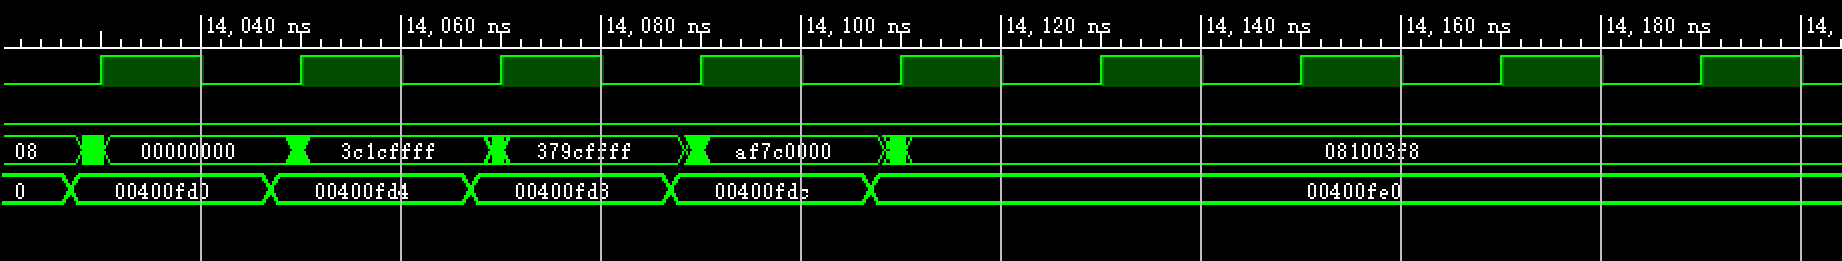 14,040 ns 14,060 ns 14,080 ns 14,100 ns 14,120 ns 14,140 ns 14,160 ns 14,180 ns 14,
08 00000000 3c1cffff 379cffff af7c0000 081003f8
0 00400fd0 00400fd4 00400fd8 00400fdc 00400fe0